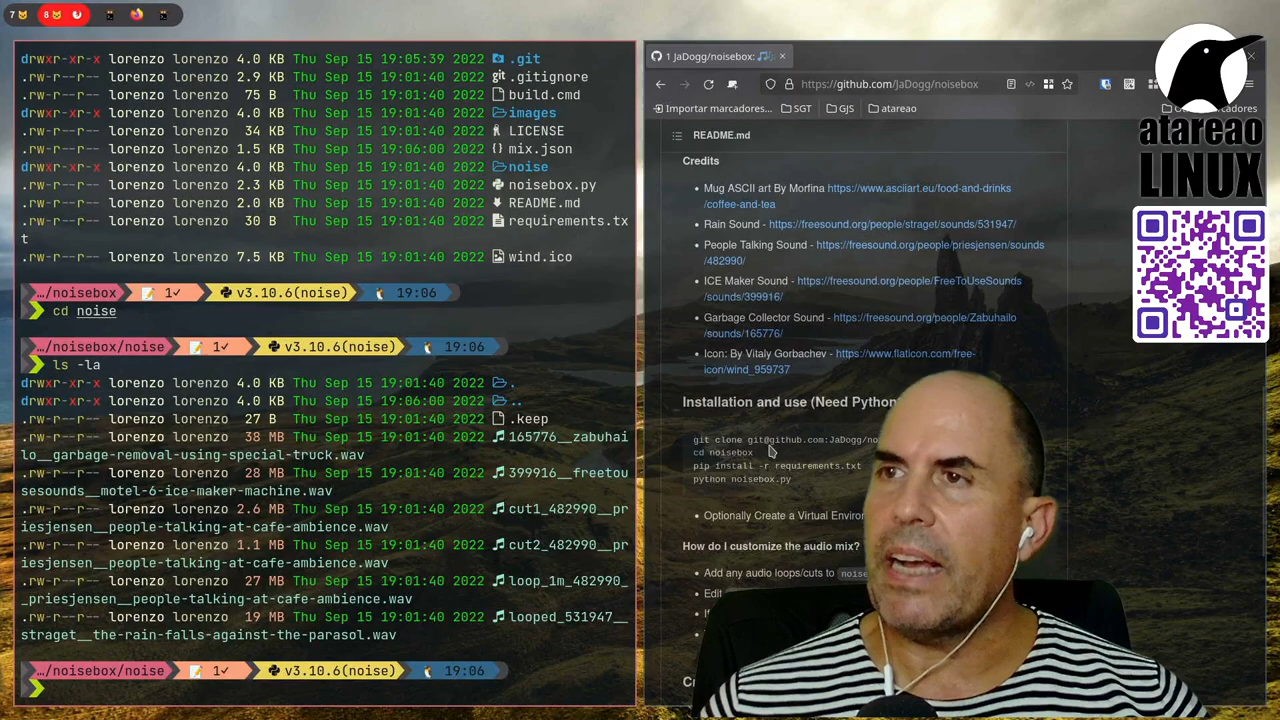 7
8
drwxr-xr-x lorenzo lorenzo 4.0 KB Thu Sep 15 19:05:39 2022 .git
.rw-r--r-- lorenzo lorenzo 2.9 KB Thu Sep 15 19:01:40 2022 .gitignore
.rw-r--r-- lorenzo lorenzo 75 B Thu Sep 15 19:01:40 2022 build.cmd
drwxr-xr-x lorenzo lorenzo 4.0 KB Thu Sep 15 19:01:40 2022 images
.rw-r--r-- lorenzo lorenzo 34 KB Thu Sep 15 19:01:40 2022 LICENSE
.rw-r--r-- lorenzo lorenzo 1.5 KB Thu Sep 15 19:06:00 2022 {} mix.json
drwxr-xr-x lorenzo lorenzo 4.0 KB Thu Sep 15 19:01:40 2022 noise
.rw-r--r-- lorenzo lorenzo 2.3 KB Thu Sep 15 19:01:40 2022 noisebox.py
.rw-r--r-- lorenzo lorenzo 2.0 KB Thu Sep 15 19:01:40 2022 README.md
.rw-r--r-- lorenzo lorenzo 30 B Thu Sep 15 19:01:40 2022 requirements.tx
t
.rw-r--r-- lorenzo lorenzo 7.5 KB Thu Sep 15 19:01:40 2022 wind.ico
…/noisebox 1✓ v3.10.6(noise) 19:06
cd noise
…/noisebox/noise 1✓ v3.10.6(noise) 19:06
ls -la
drwxr-xr-x lorenzo lorenzo 4.0 KB Thu Sep 15 19:01:40 2022 .
drwxr-xr-x lorenzo lorenzo 4.0 KB Thu Sep 15 19:06:00 2022 ..
.rw-r--r-- lorenzo lorenzo 27 B Thu Sep 15 19:01:40 2022 .keep
.rw-r--r-- lorenzo lorenzo 38 MB Thu Sep 15 19:01:40 2022 165776__zabuhai
lo__garbage-removal-using-special-truck.wav
.rw-r--r-- lorenzo lorenzo 28 MB Thu Sep 15 19:01:40 2022 399916__freetou
sesounds__motel-6-ice-maker-machine.wav
.rw-r--r-- lorenzo lorenzo 2.6 MB Thu Sep 15 19:01:40 2022 cut1_482990__pr
iesjensen__people-talking-at-cafe-ambience.wav
.rw-r--r-- lorenzo lorenzo 1.1 MB Thu Sep 15 19:01:40 2022 cut2_482990__pr
iesjensen__people-talking-at-cafe-ambience.wav
.rw-r--r-- lorenzo lorenzo 27 MB Thu Sep 15 19:01:40 2022 loop_1m_482990_
_priesjensen__people-talking-at-cafe-ambience.wav
.rw-r--r-- lorenzo lorenzo 19 MB Thu Sep 15 19:01:40 2022 looped_531947__
straget__the-rain-falls-against-the-parasol.wav
…/noisebox/noise 1✓ v3.10.6(noise) 19:06
1 JaDogg/noisebox:
https://github.com/JaDogg/noisebox
Importar marcadores… SGT GJS atareao
README.md
Credits
• Mug ASCII art By Morfina https://www.asciiart.eu/food-and-drinks
/coffee-and-tea
• Rain Sound - https://freesound.org/people/straget/sounds/531947/
• People Talking Sound - https://freesound.org/people/priesjensen/sounds
/482990/
• ICE Maker Sound - https://freesound.org/people/FreeToUseSounds
/sounds/399916/
• Garbage Collector Sound - https://freesound.org/people/Zabuhailo
/sounds/165776/
• Icon: By Vitaly Gorbachev - https://www.flaticon.com/free-
icon/wind_959737
Installation and use (Need Python
git clone git@github.com:JaDogg/no
cd noisebox
pip install -r requirements.txt
python noisebox.py
• Optionally Create a Virtual Environ
How do I customize the audio mix?
• Add any audio loops/cuts to noise
• Edit
atareao
LINUX